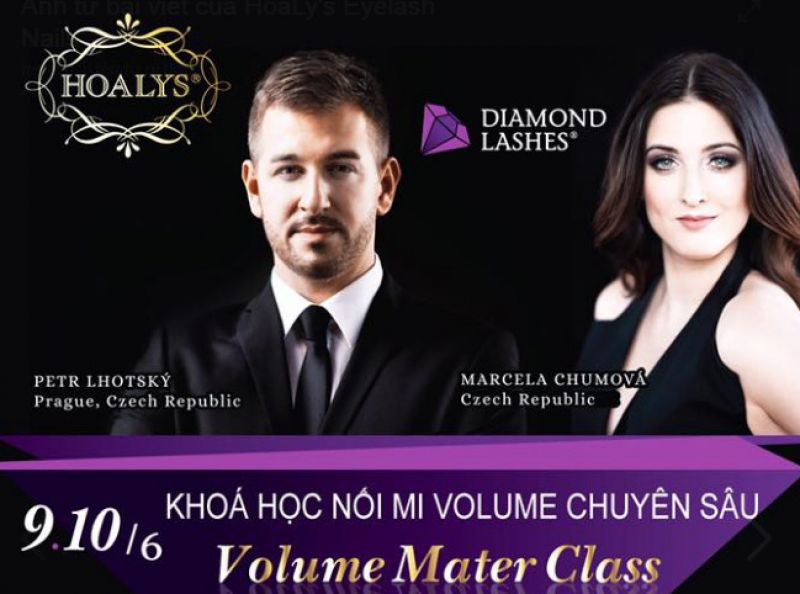 Ảnh từ bài viết của HoaLy's Eyelash
Nail
HOALYS®
DIAMOND
LASHES®
PETR LHOTSKÝ
Prague, Czech Republic
MARCELA CHUMOVÁ
Czech Republic
9.10/6
KHOÁ HỌC NỐI MI VOLUME CHUYÊN SÂU
Volume Mater Class